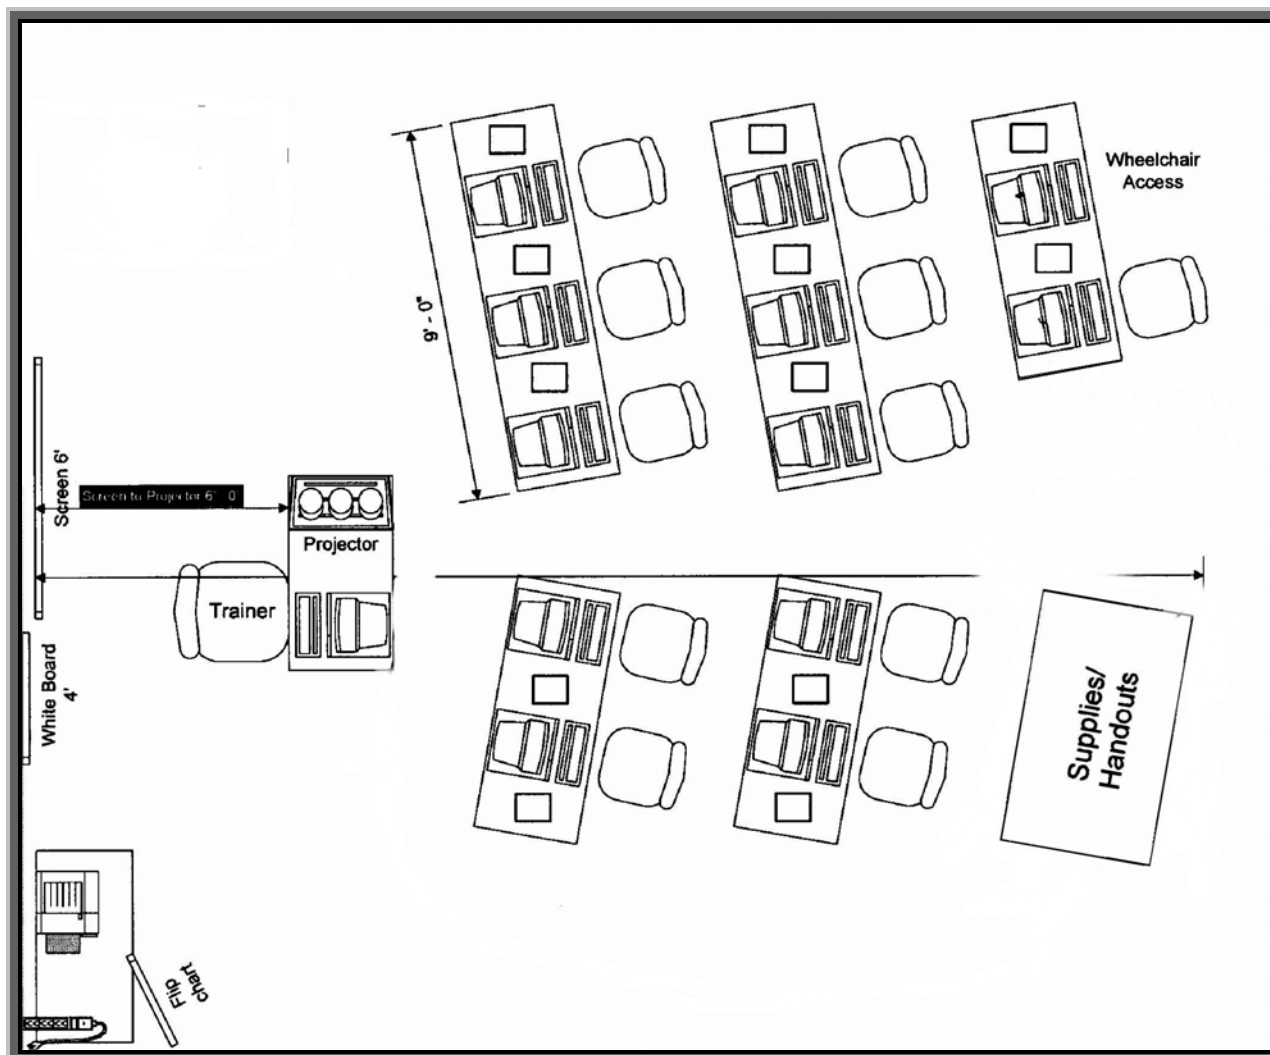 Wheelchair
Access
9' - 0"
Screen 6'
Screen to Projector 6' 0
Projector
Trainer
White Board
4'
Supplies/
Handouts
Flip
chart